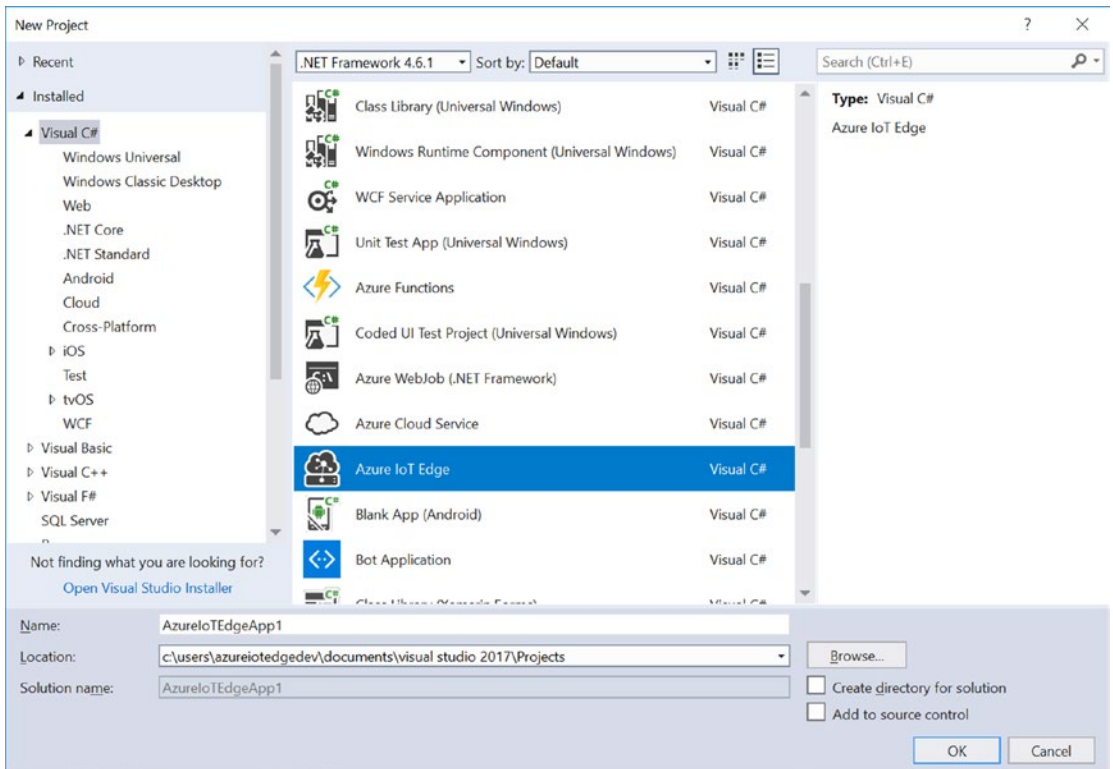 New Project
? ×
Recent
Installed
Visual C#
Windows Universal
Windows Classic Desktop
Web
.NET Core
.NET Standard
Android
Cloud
Cross-Platform
iOS
Test
tvOS
WCF
Visual Basic
Visual C++
Visual F#
SQL Server
Not finding what you are looking for?
Open Visual Studio Installer
.NET Framework 4.6.1 Sort by: Default
Class Library (Universal Windows) Visual C#
Windows Runtime Component (Universal Windows) Visual C#
WCF Service Application Visual C#
Unit Test App (Universal Windows) Visual C#
Azure Functions Visual C#
Coded UI Test Project (Universal Windows) Visual C#
Azure WebJob (.NET Framework) Visual C#
Azure Cloud Service Visual C#
Azure IoT Edge Visual C#
Blank App (Android) Visual C#
Bot Application Visual C#
Class Library (Xamarin.Forms) Visual C#
Search (Ctrl+E)
Type: Visual C#
Azure IoT Edge
Name: AzureIoTEdgeApp1
Location: c:\users\azureiotedgedev\documents\visual studio 2017\Projects Browse...
Solution name: AzureIoTEdgeApp1
Create directory for solution
Add to source control
OK Cancel